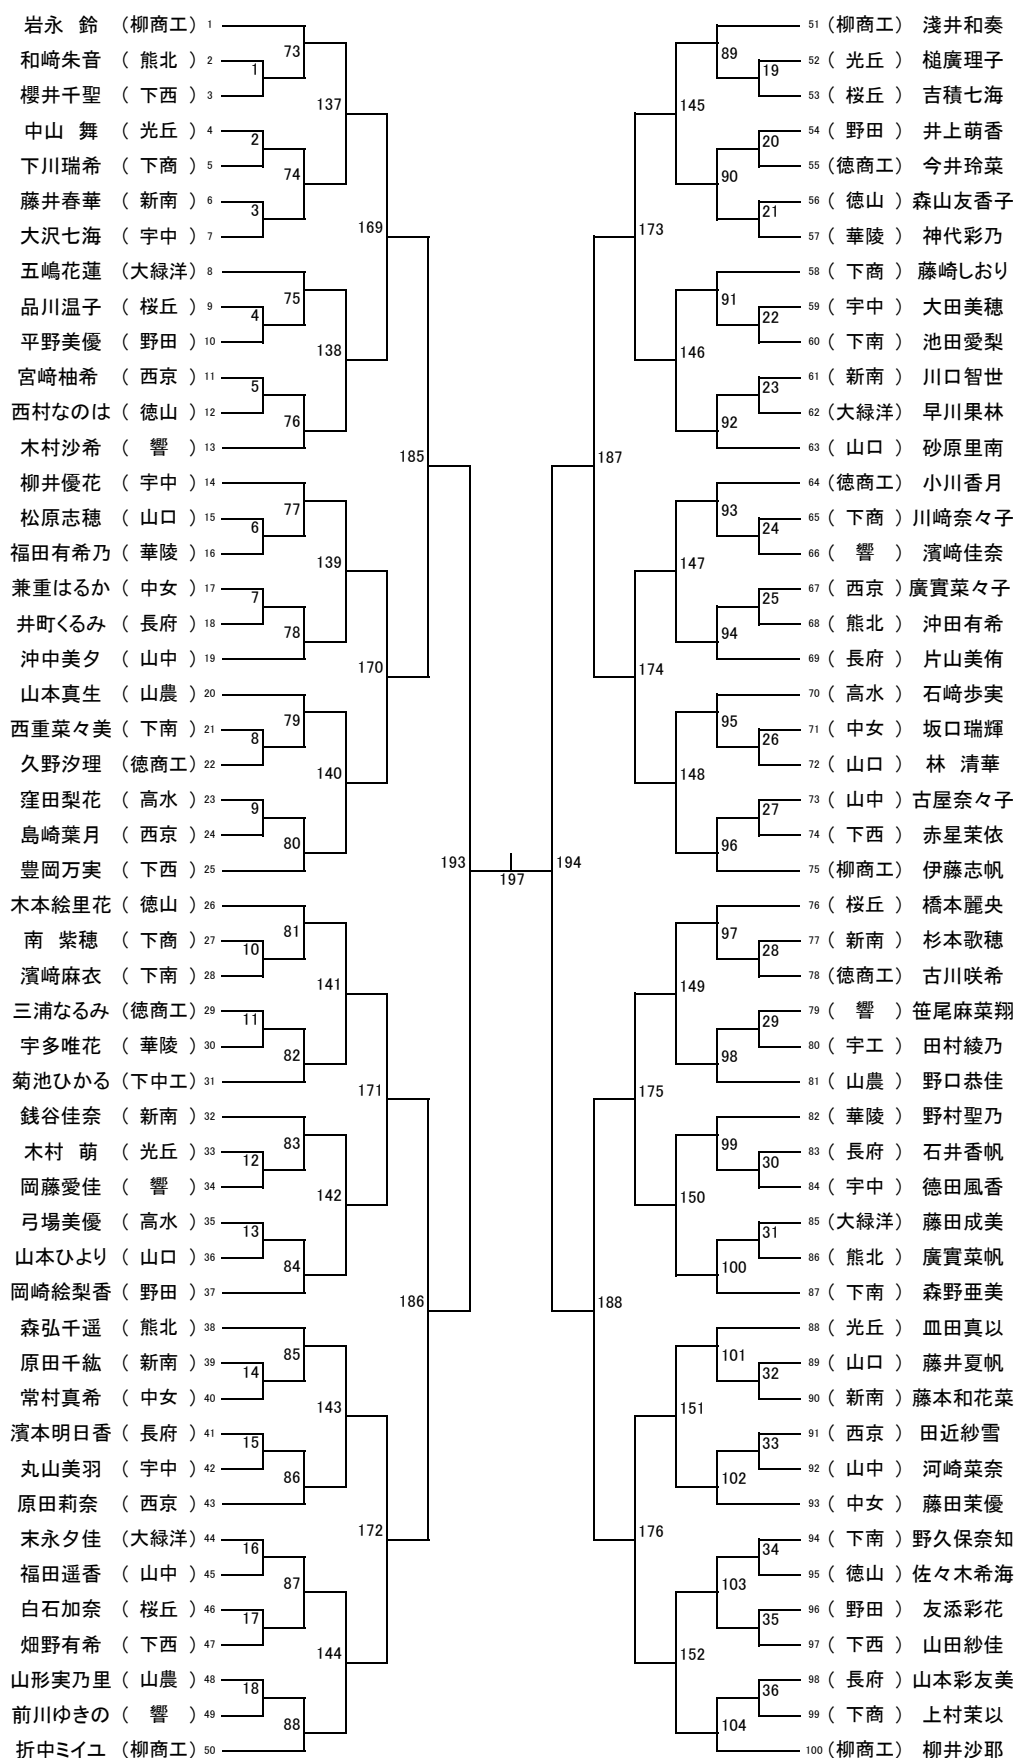 岩永 鈴 (柳商工) 1
和﨑朱音 ( 熊北 ) 2
櫻井千聖 ( 下西 ) 3
中山 舞 ( 光丘 ) 4
下川瑞希 ( 下商 ) 5
藤井春華 ( 新南 ) 6
大沢七海 ( 宇中 ) 7
五嶋花蓮 (大緑洋) 8
品川温子 ( 桜丘 ) 9
平野美優 ( 野田 ) 10
宮﨑柚希 ( 西京 ) 11
西村なのは ( 徳山 ) 12
木村沙希 ( 響 ) 13
柳井優花 ( 宇中 ) 14
松原志穂 ( 山口 ) 15
福田有希乃 ( 華陵 ) 16
兼重はるか ( 中女 ) 17
井町くるみ ( 長府 ) 18
沖中美夕 ( 山中 ) 19
山本真生 ( 山農 ) 20
西重菜々美 ( 下南 ) 21
久野汐理 (徳商工) 22
窪田梨花 ( 高水 ) 23
島崎葉月 ( 西京 ) 24
豊岡万実 ( 下西 ) 25
木本絵里花 ( 徳山 ) 26
南 紫穂 ( 下商 ) 27
濱﨑麻衣 ( 下南 ) 28
三浦なるみ (徳商工) 29
宇多唯花 ( 華陵 ) 30
菊池ひかる (下中工) 31
銭谷佳奈 ( 新南 ) 32
木村 萌 ( 光丘 ) 33
岡藤愛佳 ( 響 ) 34
弓場美優 ( 高水 ) 35
山本ひより ( 山口 ) 36
岡崎絵梨香 ( 野田 ) 37
森弘千遥 ( 熊北 ) 38
原田千紘 ( 新南 ) 39
常村真希 ( 中女 ) 40
濱本明日香 ( 長府 ) 41
丸山美羽 ( 宇中 ) 42
原田莉奈 ( 西京 ) 43
末永夕佳 (大緑洋) 44
福田遥香 ( 山中 ) 45
白石加奈 ( 桜丘 ) 46
畑野有希 ( 下西 ) 47
山形実乃里 ( 山農 ) 48
前川ゆきの ( 響 ) 49
折中ミイユ (柳商工) 50
1
2
3
4
5
6
7
8
9
10
11
12
13
14
15
16
17
18
73
74
75
76
77
78
79
80
81
82
83
84
85
86
87
88
137
138
139
140
141
142
143
144
169
170
171
172
185
186
193
197
194
187
188
173
174
175
176
145
146
147
148
149
150
151
152
89
90
91
92
93
94
95
96
97
98
99
100
101
102
103
104
19
20
21
22
23
24
25
26
27
28
29
30
31
32
33
34
35
36
51 (柳商工) 淺井和奏
52 ( 光丘 ) 槌廣理子
53 ( 桜丘 ) 吉積七海
54 ( 野田 ) 井上萌香
55 (徳商工) 今井玲菜
56 ( 徳山 ) 森山友香子
57 ( 華陵 ) 神代彩乃
58 ( 下商 ) 藤崎しおり
59 ( 宇中 ) 大田美穂
60 ( 下南 ) 池田愛梨
61 ( 新南 ) 川口智世
62 (大緑洋) 早川果林
63 ( 山口 ) 砂原里南
64 (徳商工) 小川香月
65 ( 下商 ) 川﨑奈々子
66 ( 響 ) 濱﨑佳奈
67 ( 西京 ) 廣實菜々子
68 ( 熊北 ) 沖田有希
69 ( 長府 ) 片山美侑
70 ( 高水 ) 石﨑歩実
71 ( 中女 ) 坂口瑞輝
72 ( 山口 ) 林 清華
73 ( 山中 ) 古屋奈々子
74 ( 下西 ) 赤星茉依
75 (柳商工) 伊藤志帆
76 ( 桜丘 ) 橋本麗央
77 ( 新南 ) 杉本歌穂
78 (徳商工) 古川咲希
79 ( 響 ) 笹尾麻菜翔
80 ( 宇工 ) 田村綾乃
81 ( 山農 ) 野口恭佳
82 ( 華陵 ) 野村聖乃
83 ( 長府 ) 石井香帆
84 ( 宇中 ) 德田風香
85 (大緑洋) 藤田成美
86 ( 熊北 ) 廣實菜帆
87 ( 下南 ) 森野亜美
88 ( 光丘 ) 皿田真以
89 ( 山口 ) 藤井夏帆
90 ( 新南 ) 藤本和花菜
91 ( 西京 ) 田近紗雪
92 ( 山中 ) 河崎菜奈
93 ( 中女 ) 藤田茉優
94 ( 下南 ) 野久保奈知
95 ( 徳山 ) 佐々木希海
96 ( 野田 ) 友添彩花
97 ( 下西 ) 山田紗佳
98 ( 長府 ) 山本彩友美
99 ( 下商 ) 上村茉以
100 (柳商工) 柳井沙耶